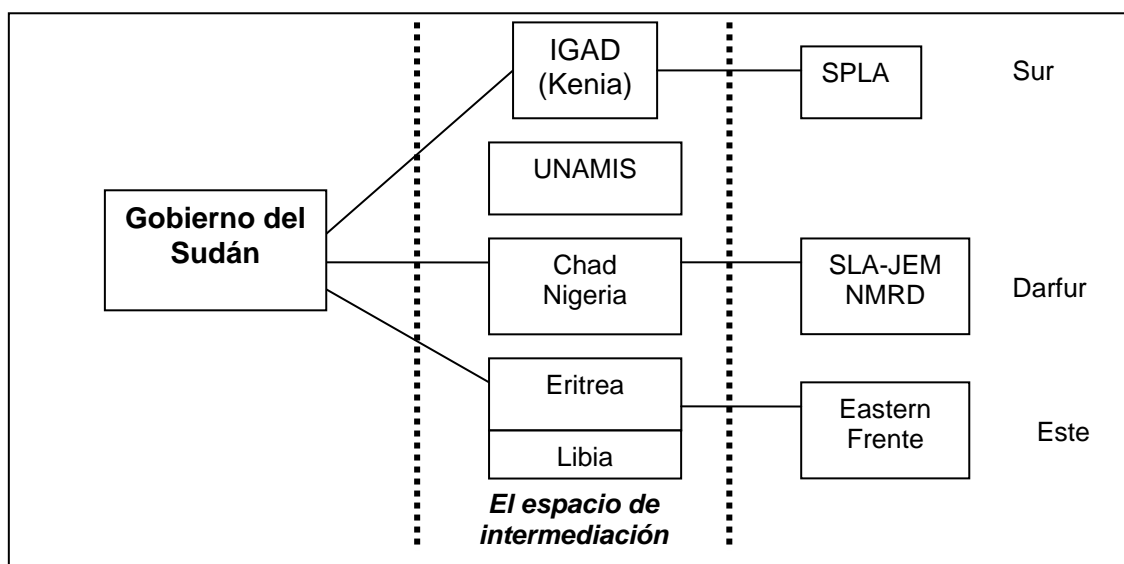 IGAD
(Kenia)
SPLA
Sur
UNAMIS
Gobierno del
Sudán
Chad
Nigeria
SLA-JEM
NMRD
Darfur
Eritrea
Libia
Eastern
Frente
Este
El espacio de
intermediación